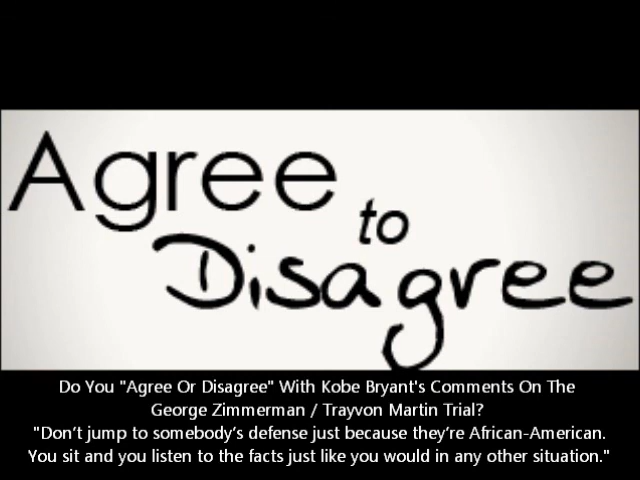 Agree
to
Disagree
Do You "Agree Or Disagree" With Kobe Bryant's Comments On The
George Zimmerman / Trayvon Martin Trial?
"Don’t jump to somebody’s defense just because they’re African-American.
You sit and you listen to the facts just like you would in any other situation."